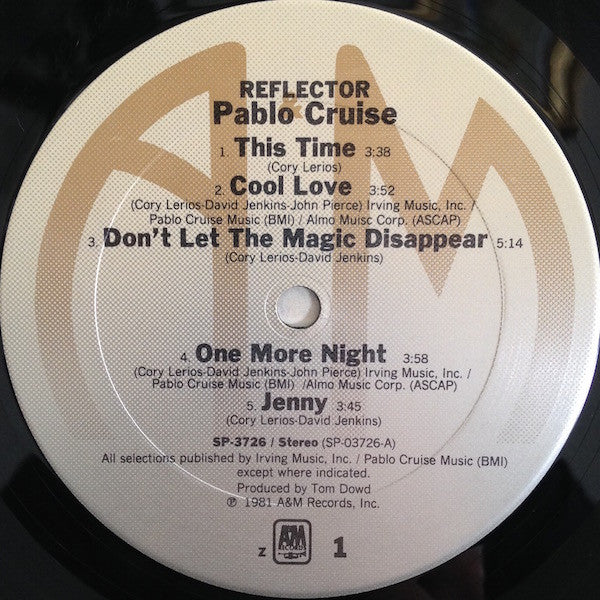 REFLECTOR
Pablo Cruise
1. This Time 3:38
(Cory Lerios)
2. Cool Love 3:52
(Cory Lerios-David Jenkins-John Pierce) Irving Music, Inc. /
Pablo Cruise Music (BMI) / Almo Muisc Corp. (ASCAP)
3. Don't Let The Magic Disappear 5:14
(Cory Lerios-David Jenkins)
4. One More Night 3:58
(Cory Lerios-David Jenkins-John Pierce) Irving Music, Inc. /
Pablo Cruise Music (BMI) /Almo Music Corp. (ASCAP)
5. Jenny 3:45
(Cory Lerios-David Jenkins)
SP-3726 / Stereo (SP-03726-A)
All selections published by Irving Music, Inc. / Pablo Cruise Music (BMI)
except where indicated.
Produced by Tom Dowd
℗ 1981 A&M Records, Inc.
Z A&M RECORDS 1
A&M